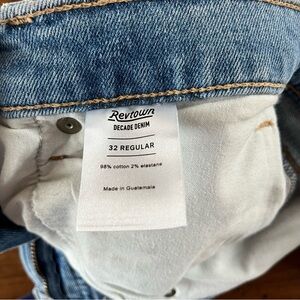 Revtown
DECADE DENIM
32 REGULAR
98% cotton 2% elastane
Made in Guatemala